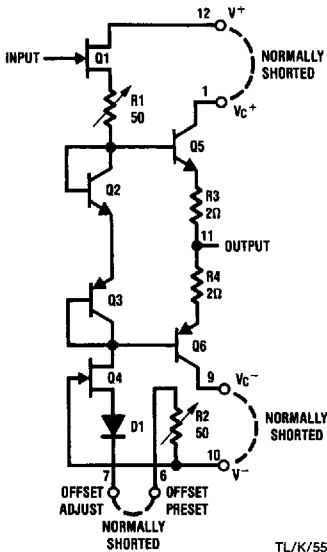 12 V+
INPUT
Q1
NORMALLY
SHORTED
R1
50
1 VC+
Q5
Q2
R3
2Ω
11
OUTPUT
R4
2Ω
Q3
Q6
Q4
9 VC-
R2
50
NORMALLY
SHORTED
D1
10
V-
7
6
OFFSET
ADJUST
OFFSET
PRESET
NORMALLY
SHORTED
TL/K/55